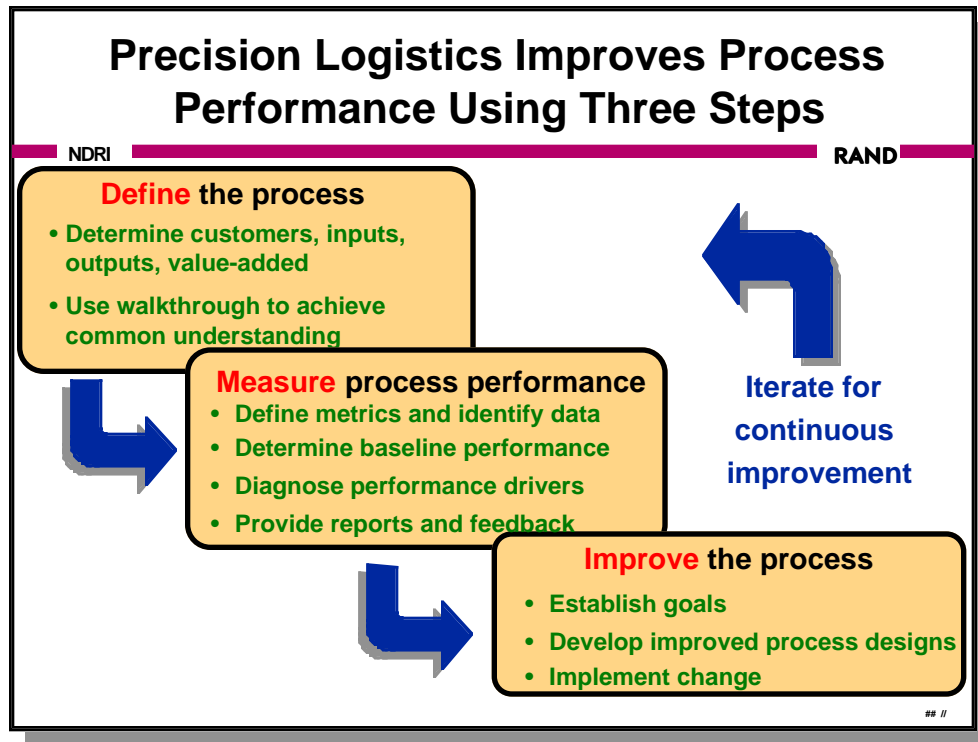 Precision Logistics Improves Process
Performance Using Three Steps
NDRI
RAND
Define the process
• Determine customers, inputs,
outputs, value-added
• Use walkthrough to achieve
common understanding
Measure process performance
• Define metrics and identify data
• Determine baseline performance
• Diagnose performance drivers
• Provide reports and feedback
Improve the process
• Establish goals
• Develop improved process designs
• Implement change
Iterate for
continuous
improvement
## //